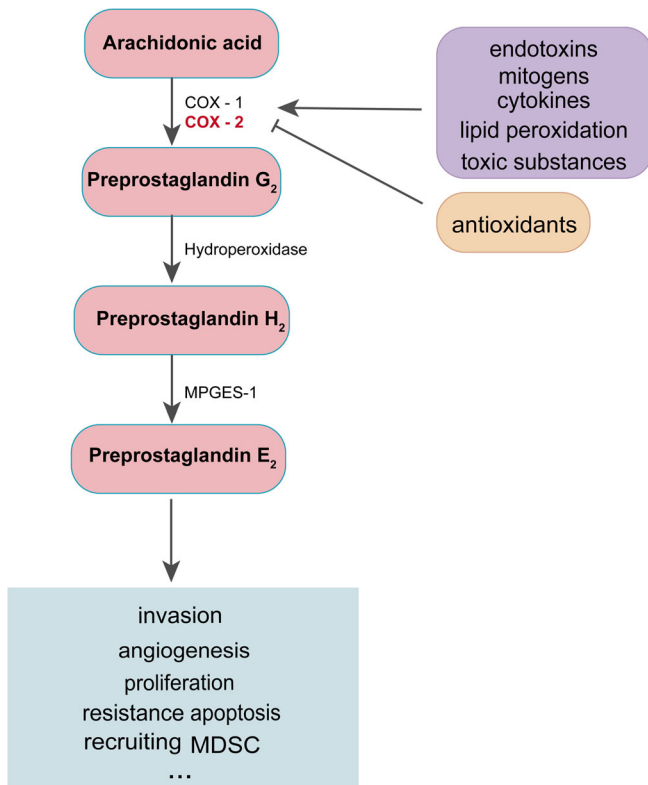 Arachidonic acid
COX - 1
COX - 2
Preprostaglandin G₂
Hydroperoxidase
Preprostaglandin H₂
MPGES-1
Preprostaglandin E₂
invasion
angiogenesis
proliferation
resistance apoptosis
recruiting MDSC
...
endotoxins
mitogens
cytokines
lipid peroxidation
toxic substances
antioxidants